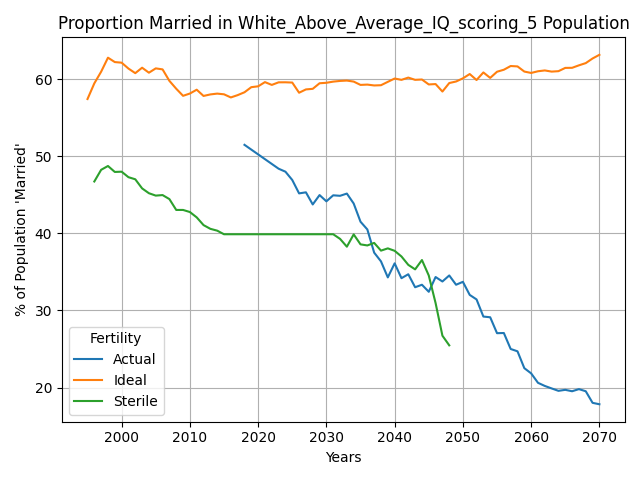 Proportion Married in White_Above_Average_IQ_scoring_5 Population
% of Population 'Married'
60
50
40
30
20
Fertility
Actual
Ideal
Sterile
2000 2010 2020 2030 2040 2050 2060 2070
Years